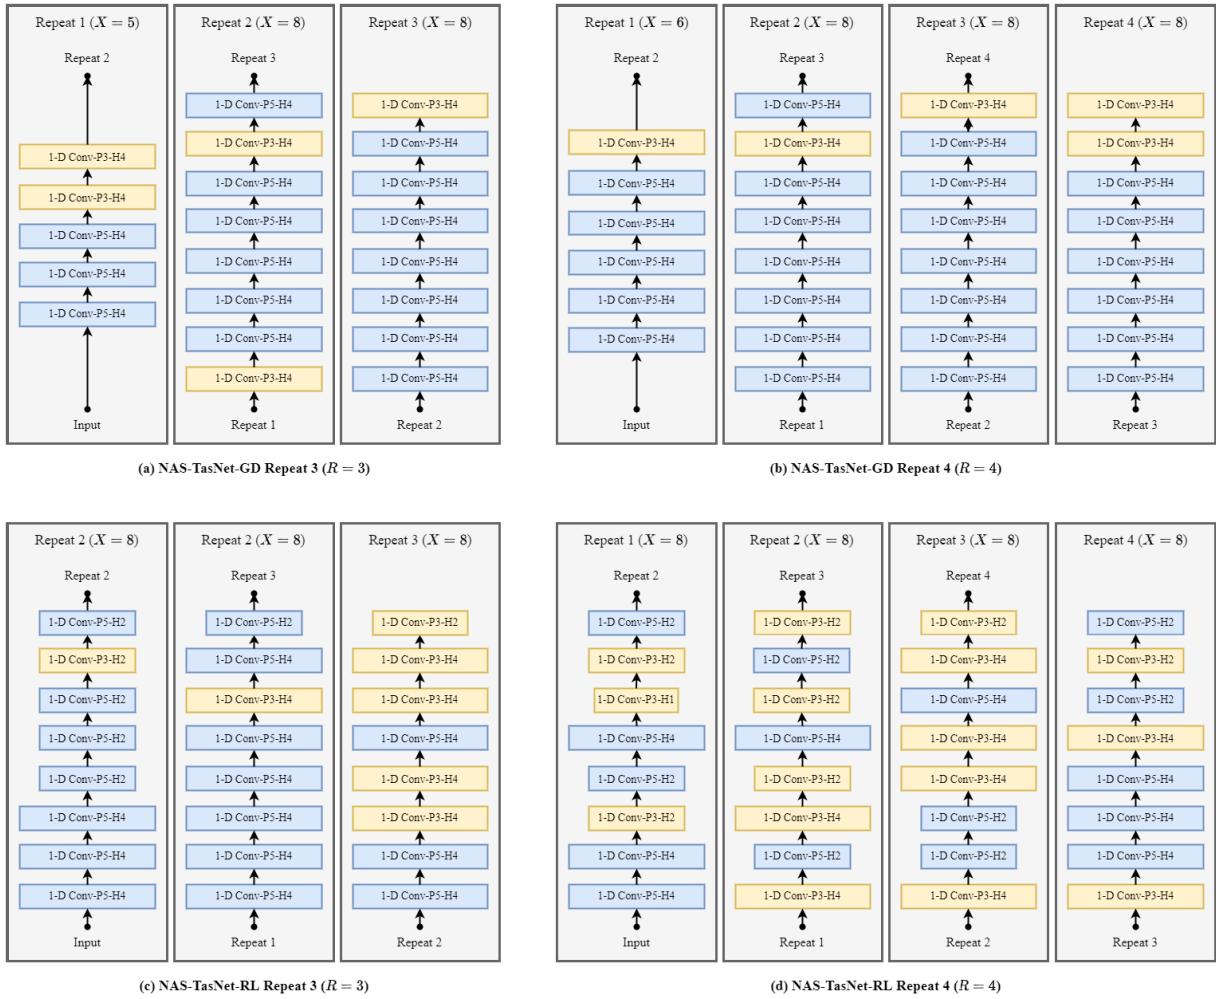 Repeat 1 (X = 5)
Repeat 2
1-D Conv-P3-H4
1-D Conv-P3-H4
1-D Conv-P5-H4
1-D Conv-P5-H4
1-D Conv-P5-H4
Input
Repeat 2 (X = 8)
Repeat 3
1-D Conv-P5-H4
1-D Conv-P3-H4
1-D Conv-P5-H4
1-D Conv-P5-H4
1-D Conv-P5-H4
1-D Conv-P5-H4
1-D Conv-P5-H4
1-D Conv-P3-H4
Repeat 1
Repeat 3 (X = 8)
1-D Conv-P3-H4
1-D Conv-P5-H4
1-D Conv-P5-H4
1-D Conv-P5-H4
1-D Conv-P5-H4
1-D Conv-P5-H4
1-D Conv-P5-H4
1-D Conv-P5-H4
Repeat 2
(a) NAS-TasNet-GD Repeat 3 (R = 3)
Repeat 1 (X = 6)
Repeat 2
1-D Conv-P3-H4
1-D Conv-P5-H4
1-D Conv-P5-H4
1-D Conv-P5-H4
1-D Conv-P5-H4
1-D Conv-P5-H4
Input
Repeat 2 (X = 8)
Repeat 3
1-D Conv-P5-H4
1-D Conv-P3-H4
1-D Conv-P5-H4
1-D Conv-P5-H4
1-D Conv-P5-H4
1-D Conv-P5-H4
1-D Conv-P5-H4
1-D Conv-P5-H4
Repeat 1
Repeat 3 (X = 8)
Repeat 4
1-D Conv-P3-H4
1-D Conv-P5-H4
1-D Conv-P5-H4
1-D Conv-P5-H4
1-D Conv-P5-H4
1-D Conv-P5-H4
1-D Conv-P5-H4
1-D Conv-P5-H4
Repeat 2
Repeat 4 (X = 8)
1-D Conv-P3-H4
1-D Conv-P3-H4
1-D Conv-P5-H4
1-D Conv-P5-H4
1-D Conv-P5-H4
1-D Conv-P5-H4
1-D Conv-P5-H4
1-D Conv-P5-H4
Repeat 3
(b) NAS-TasNet-GD Repeat 4 (R = 4)
Repeat 2 (X = 8)
Repeat 2
1-D Conv-P5-H2
1-D Conv-P3-H2
1-D Conv-P5-H2
1-D Conv-P5-H2
1-D Conv-P5-H2
1-D Conv-P5-H4
1-D Conv-P5-H4
1-D Conv-P5-H4
Input
Repeat 2 (X = 8)
Repeat 3
1-D Conv-P5-H2
1-D Conv-P5-H4
1-D Conv-P3-H4
1-D Conv-P5-H4
1-D Conv-P5-H4
1-D Conv-P5-H4
1-D Conv-P5-H4
1-D Conv-P5-H4
Repeat 1
Repeat 3 (X = 8)
1-D Conv-P3-H2
1-D Conv-P3-H4
1-D Conv-P3-H4
1-D Conv-P5-H4
1-D Conv-P3-H4
1-D Conv-P3-H4
1-D Conv-P5-H4
1-D Conv-P5-H4
Repeat 2
(c) NAS-TasNet-RL Repeat 3 (R = 3)
Repeat 1 (X = 8)
Repeat 2
1-D Conv-P5-H2
1-D Conv-P3-H2
1-D Conv-P3-H1
1-D Conv-P5-H4
1-D Conv-P5-H2
1-D Conv-P3-H2
1-D Conv-P5-H4
1-D Conv-P5-H4
Input
Repeat 2 (X = 8)
Repeat 3
1-D Conv-P3-H2
1-D Conv-P5-H2
1-D Conv-P3-H2
1-D Conv-P5-H4
1-D Conv-P3-H2
1-D Conv-P3-H4
1-D Conv-P5-H2
1-D Conv-P3-H4
Repeat 1
Repeat 3 (X = 8)
Repeat 4
1-D Conv-P3-H2
1-D Conv-P3-H4
1-D Conv-P5-H4
1-D Conv-P3-H4
1-D Conv-P3-H4
1-D Conv-P5-H2
1-D Conv-P5-H2
1-D Conv-P3-H4
Repeat 2
Repeat 4 (X = 8)
1-D Conv-P5-H2
1-D Conv-P3-H2
1-D Conv-P5-H2
1-D Conv-P3-H4
1-D Conv-P5-H4
1-D Conv-P5-H4
1-D Conv-P5-H4
1-D Conv-P3-H4
Repeat 3
(d) NAS-TasNet-RL Repeat 4 (R = 4)